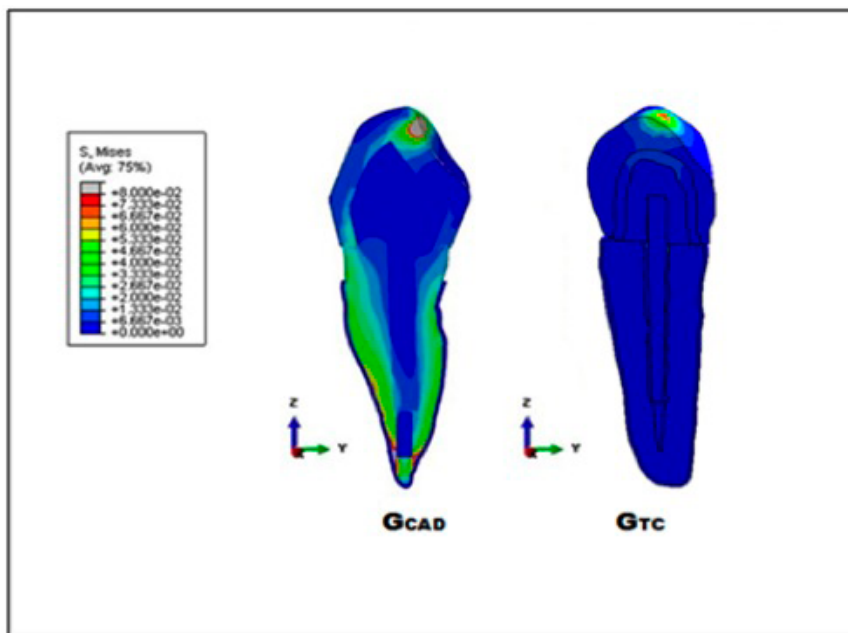 S, Mises
(Avg: 75%)
+8.000e-02
+7.333e-02
+6.667e-02
+6.000e-02
+5.333e-02
+4.667e-02
+4.000e-02
+3.333e-02
+2.667e-02
+2.000e-02
+1.333e-02
+6.667e-03
+0.000e+00
Z
Y
X
Z
Y
X
GCAD
GTC